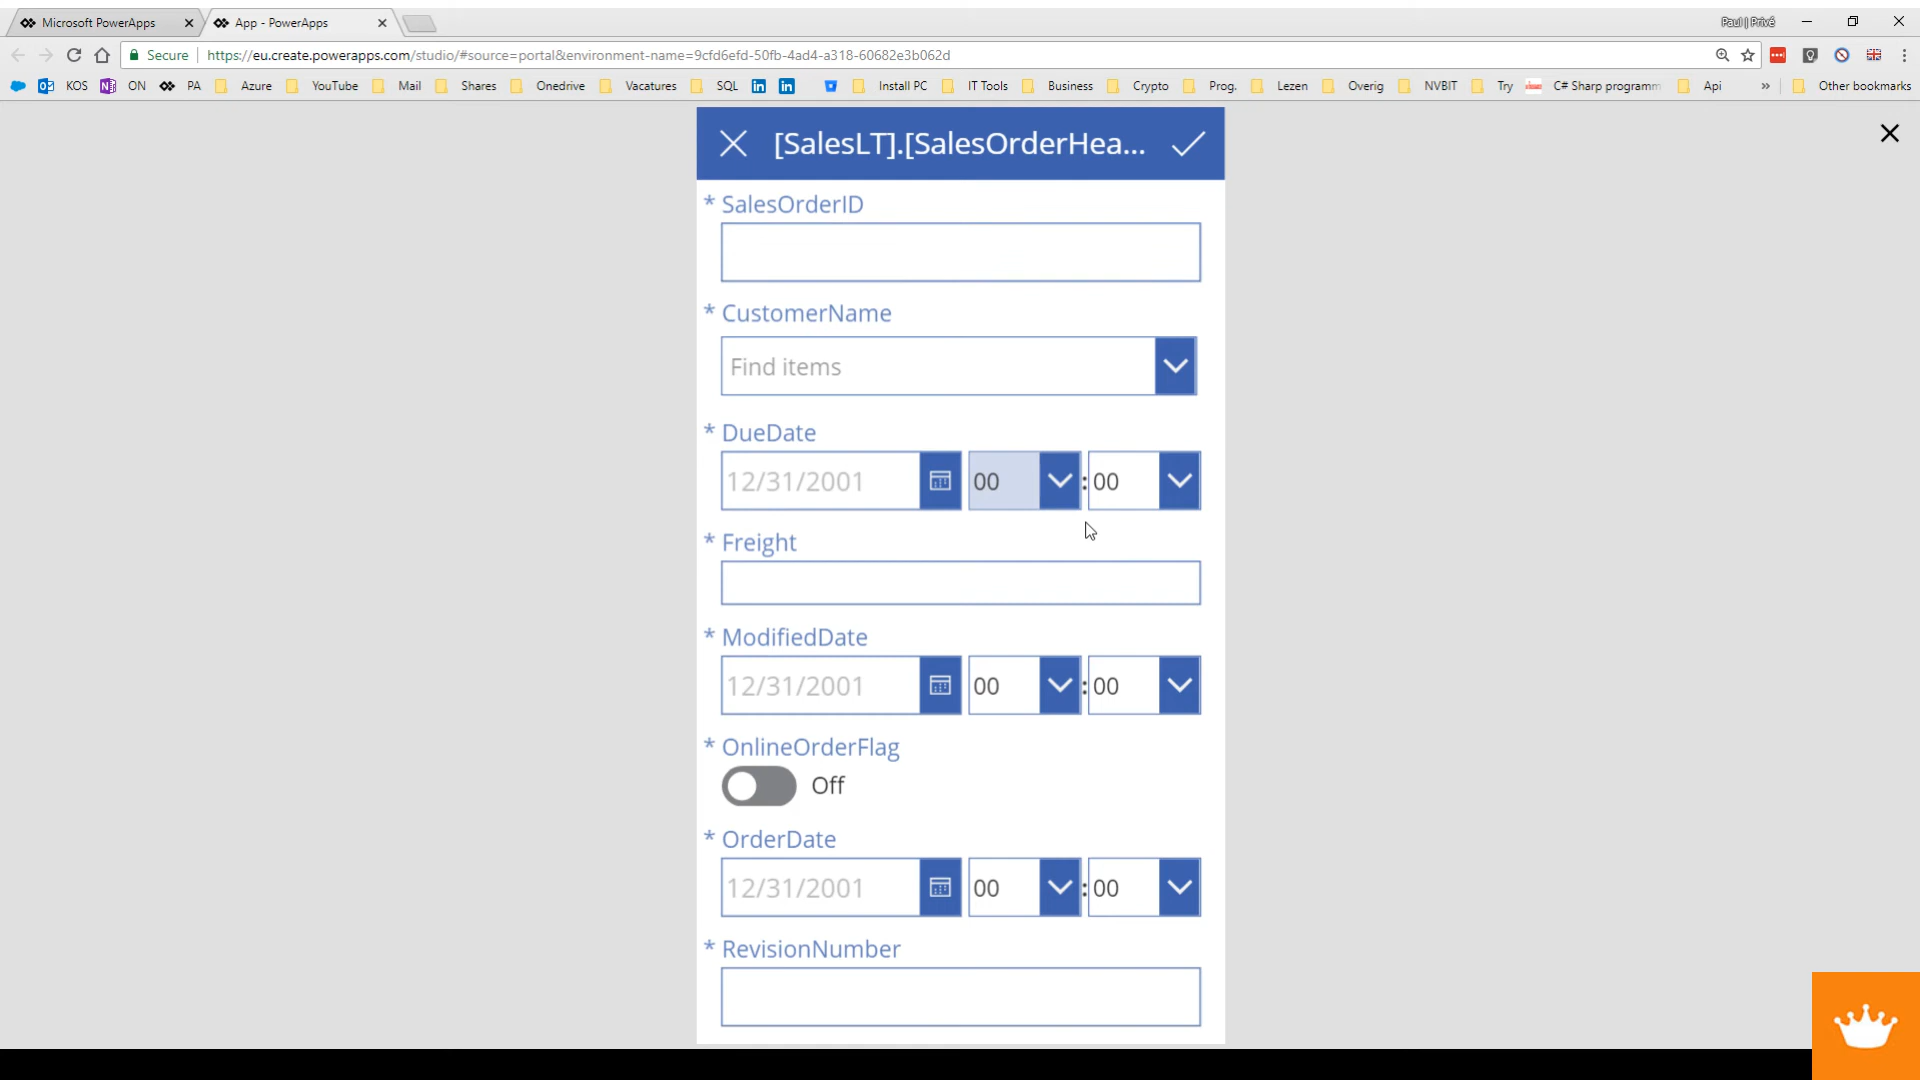 Microsoft PowerApps
App - PowerApps
Paul | Privé
Secure https://eu.create.powerapps.com/studio/#source=portal&environment-name=9cfd6efd-50fb-4ad4-a318-60682e3b062d
KOS ON PA Azure YouTube Mail Shares Onedrive Vacatures SQL Install PC IT Tools Business Crypto Prog. Lezen Overig NVBIT Try C# Sharp programm Api » Other bookmarks
[SalesLT].[SalesOrderHea...
* SalesOrderID
* CustomerName
Find items
* DueDate
12/31/2001 00 : 00
* Freight
* ModifiedDate
12/31/2001 00 : 00
* OnlineOrderFlag
Off
* OrderDate
12/31/2001 00 : 00
* RevisionNumber